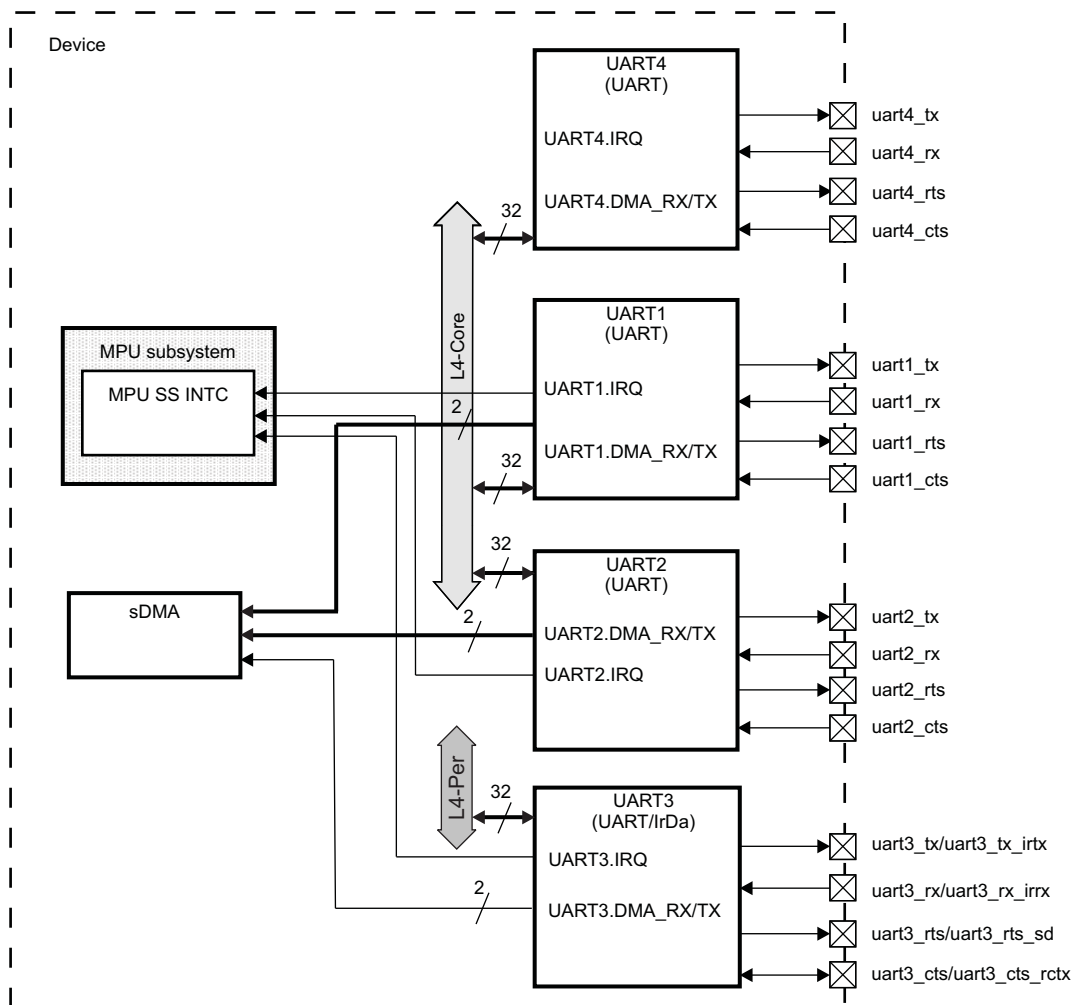 Device
UART4
(UART)
UART4.IRQ
UART4.DMA_RX/TX
32
uart4_tx
uart4_rx
uart4_rts
uart4_cts
L4-Core
MPU subsystem
MPU SS INTC
UART1
(UART)
UART1.IRQ
2
UART1.DMA_RX/TX
32
uart1_tx
uart1_rx
uart1_rts
uart1_cts
32
UART2
(UART)
sDMA
2
UART2.DMA_RX/TX
UART2.IRQ
uart2_tx
uart2_rx
uart2_rts
uart2_cts
L4-Per
32
UART3
(UART/IrDa)
UART3.IRQ
2
UART3.DMA_RX/TX
uart3_tx/uart3_tx_irtx
uart3_rx/uart3_rx_irrx
uart3_rts/uart3_rts_sd
uart3_cts/uart3_cts_rctx